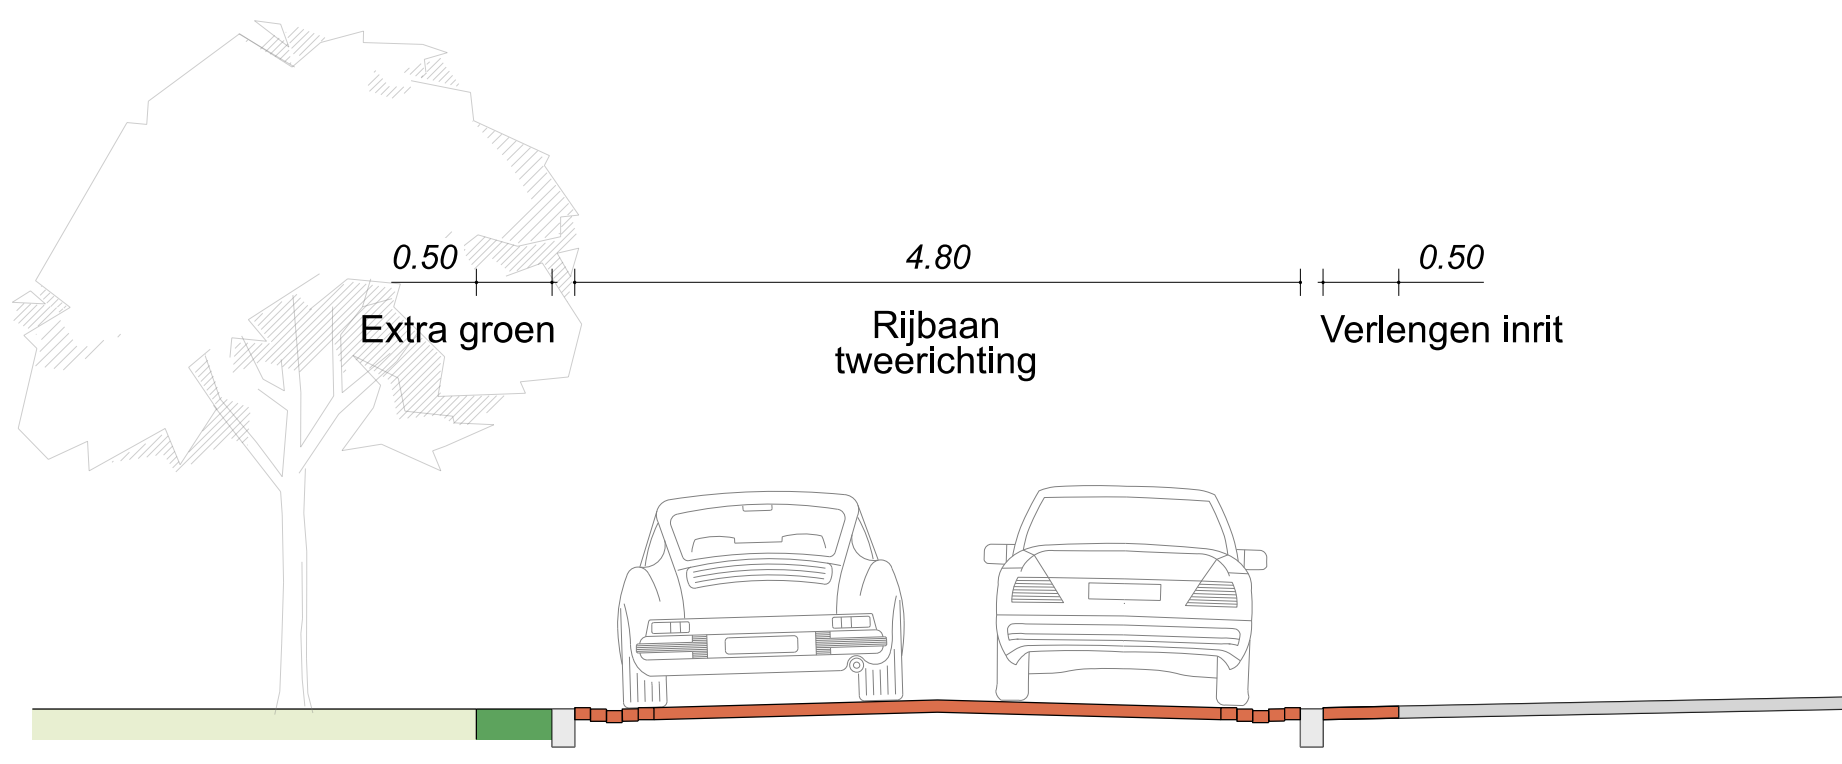 0.50
4.80
0.50
Extra groen
Rijbaan
tweerichting
Verlengen inrit